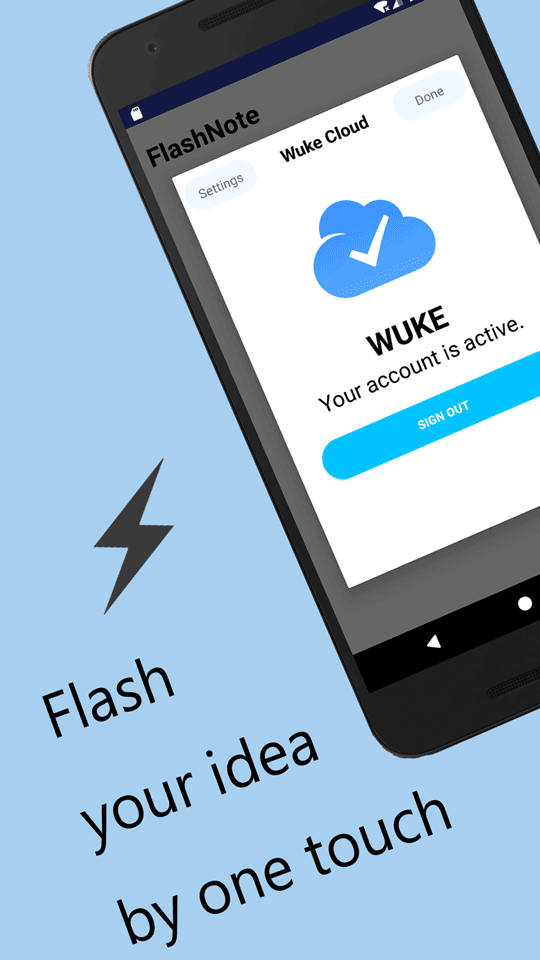 FlashNote
Settings
Wuke Cloud
Done
WUKE
Your account is active.
SIGN OUT
Flash
your idea
by one touch